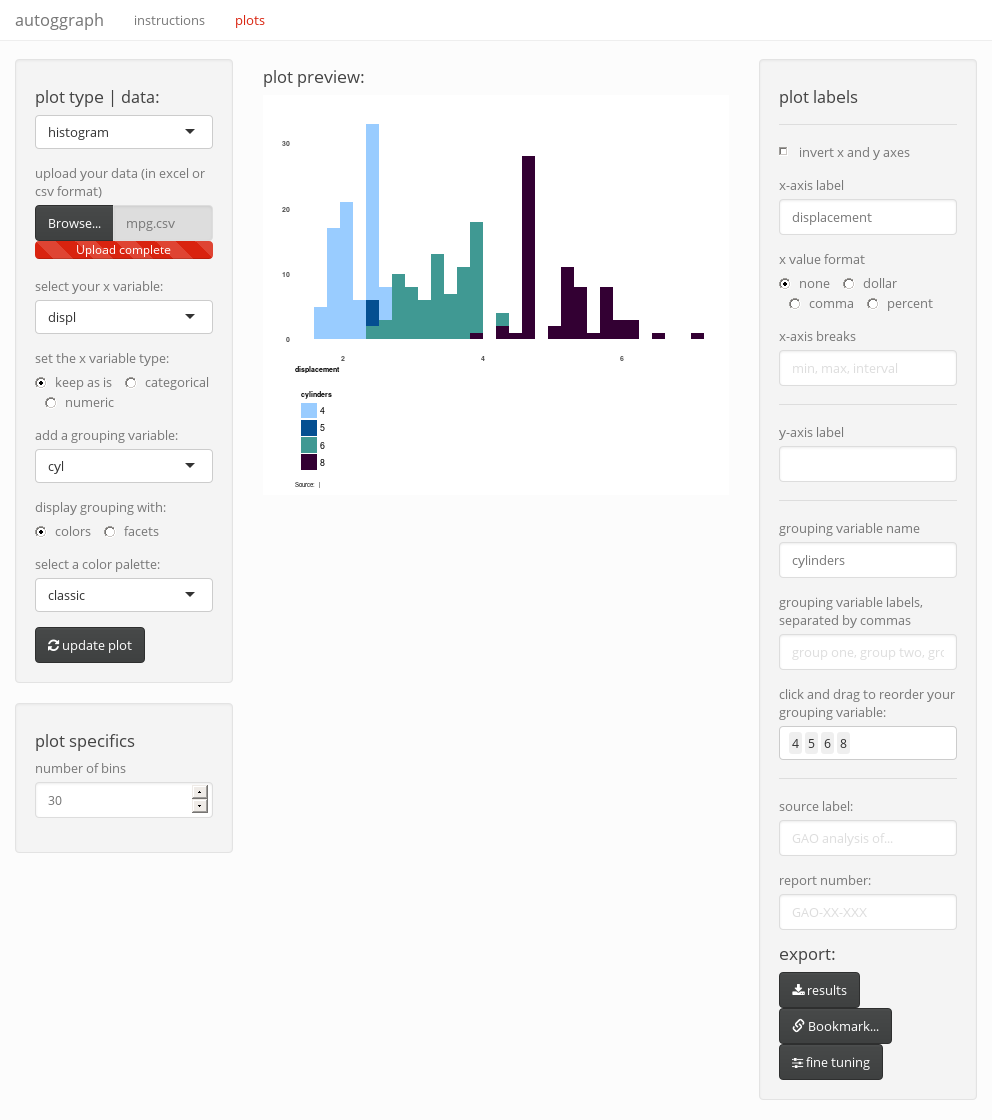 autoggraph instructions plots
plot type | data:
histogram
upload your data (in excel or
csv format)
Browse... mpg.csv
Upload complete
select your x variable:
displ
set the x variable type:
keep as is categorical
numeric
add a grouping variable:
cyl
display grouping with:
colors facets
select a color palette:
classic
update plot
plot specifics
number of bins
30
plot preview:
30
20
10
0
2 4 6
displacement
cylinders
4
5
6
8
Source: |
plot labels
invert x and y axes
x-axis label
displacement
x value format
none dollar
comma percent
x-axis breaks
min, max, interval
y-axis label
grouping variable name
cylinders
grouping variable labels,
separated by commas
group one, group two, gro
click and drag to reorder your
grouping variable:
4 5 6 8
source label:
GAO analysis of...
report number:
GAO-XX-XXX
export:
results
Bookmark...
fine tuning